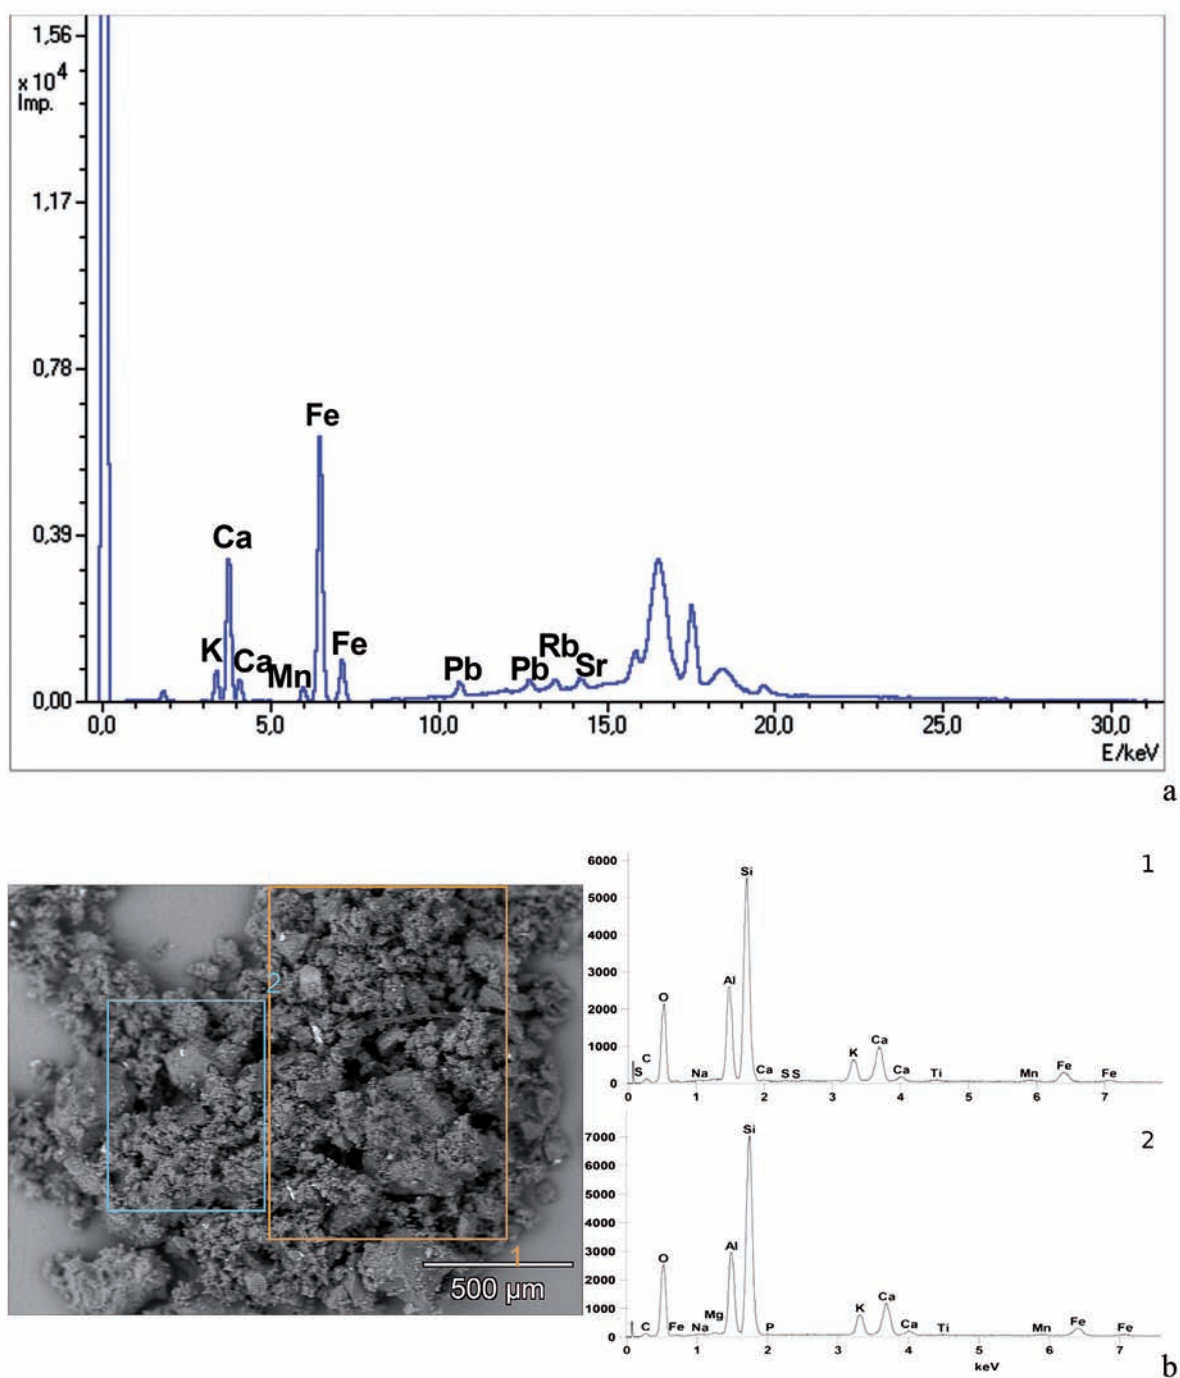 1,56
x 10^4
Imp.
1,17
0,78
0,39
0,00
Fe
Ca
K
Ca
Mn
Fe
Pb
Pb
Rb
Sr
0,0 5,0 10,0 15,0 20,0 25,0 30,0
E/keV
a
2
1
500 µm
1
6000
5000
4000
3000
2000
1000
0
Si
Al
O
S C Na Ca S S K Ca Ca Ti Mn Fe Fe
0 1 2 3 4 5 6 7
2
7000
6000
5000
4000
3000
2000
1000
0
Si
Al
O
C Fe Na Mg P K Ca Ca Ti Mn Fe Fe
0 1 2 3 4 5 6 7
keV
b